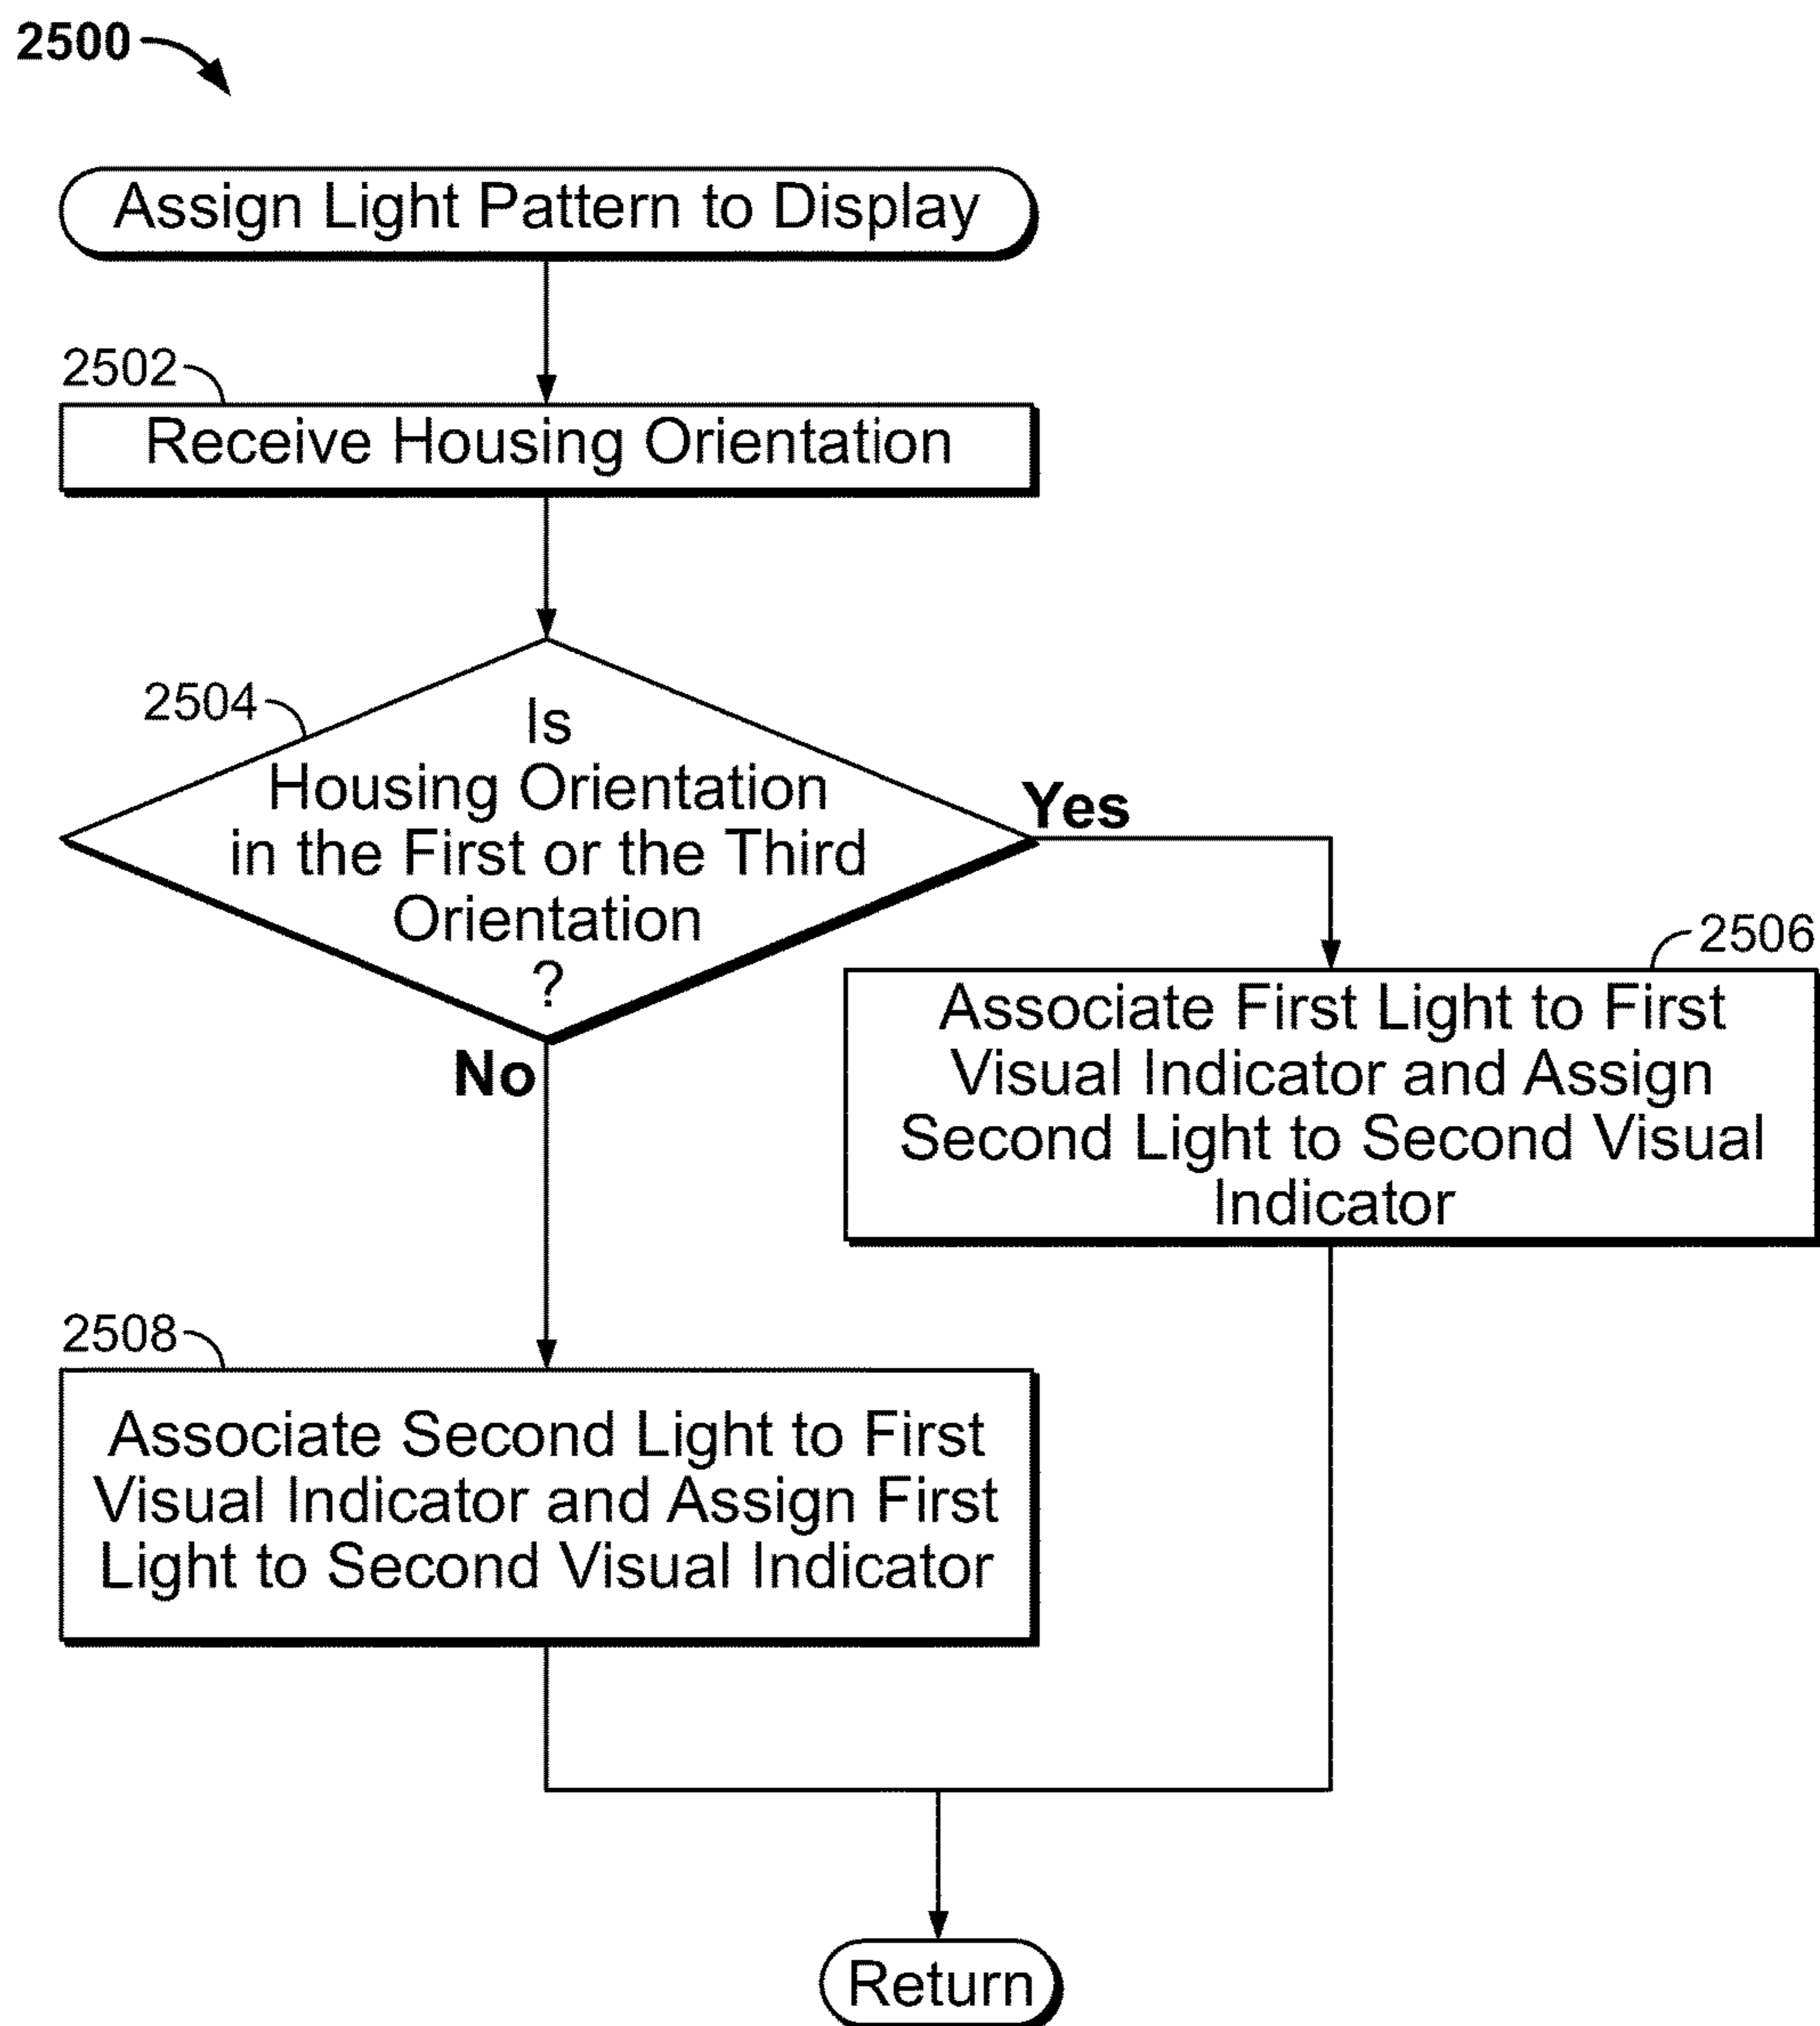 2500
Assign Light Pattern to Display
2502
Receive Housing Orientation
2504
Is
Housing Orientation
in the First or the Third
Orientation
?
Yes
No
2506
Associate First Light to First
Visual Indicator and Assign
Second Light to Second Visual
Indicator
2508
Associate Second Light to First
Visual Indicator and Assign First
Light to Second Visual Indicator
Return